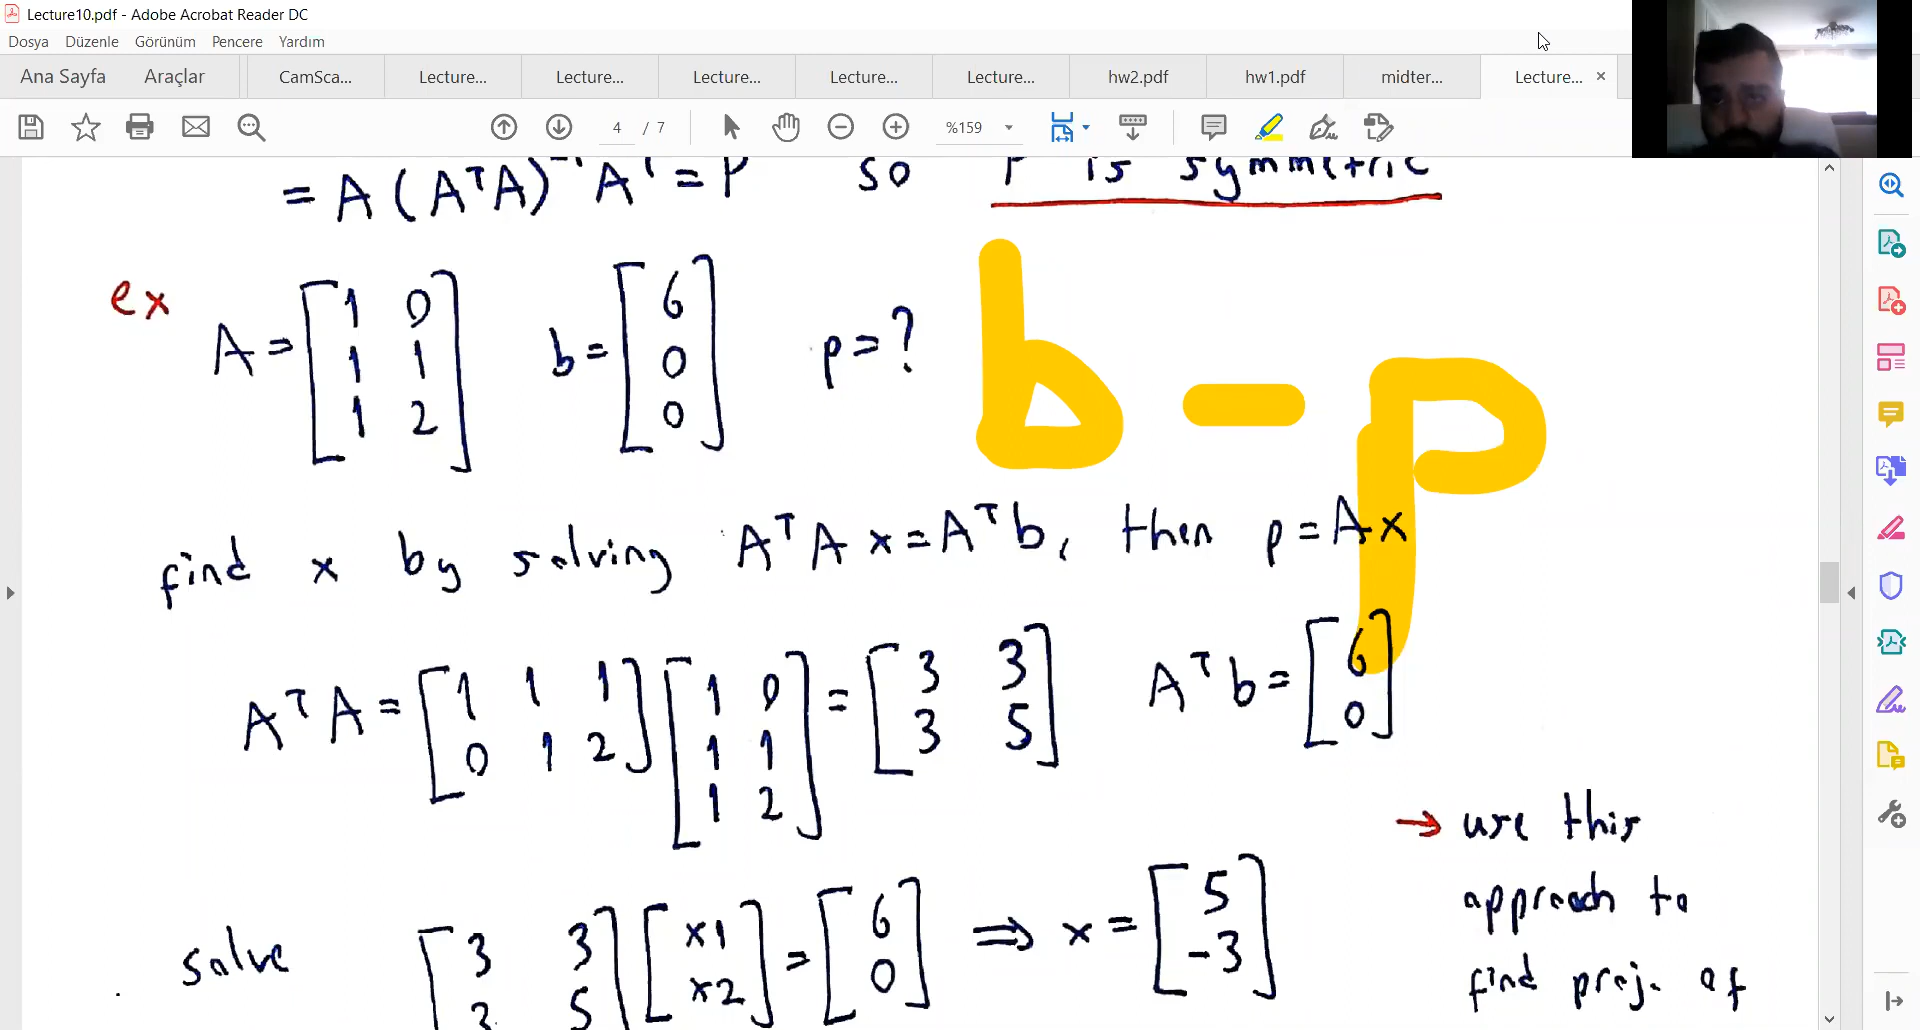 Lecture10.pdf - Adobe Acrobat Reader DC
Dosya Düzenle Görünüm Pencere Yardım
Ana Sayfa Araçlar CamSca... Lecture... Lecture... Lecture... Lecture... Lecture... hw2.pdf hw1.pdf midter... Lecture... ×
4 / 7 %159
= A (AᵀA)⁻¹ Aᵀ = P so P is symmetric
ex A = [1 0; 1 1; 1 2] b = [6; 0; 0] p = ? b - p
find x by solving AᵀA x = Aᵀb, then p = Ax
AᵀA = [1 1 1; 0 1 2] [1 0; 1 1; 1 2] = [3 3; 3 5] Aᵀb = [6; 0]
→ use this
approach to
find proj. of
solve [3 3; 3 5] [x1; x2] = [6; 0] ⇒ x = [5; -3]